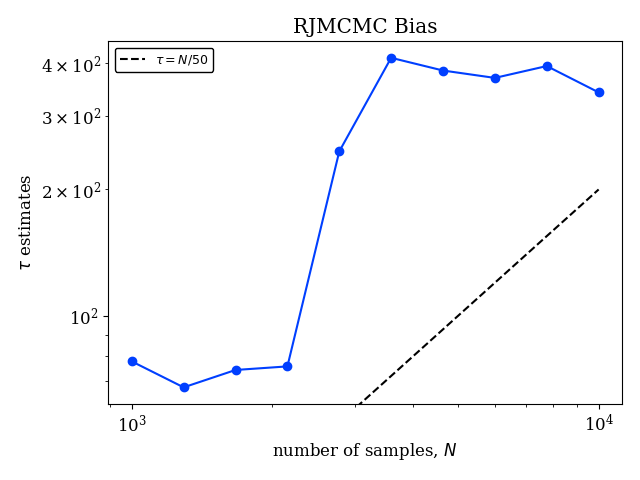 RJMCMC Bias
τ = N/50
4 × 10²
3 × 10²
2 × 10²
10²
τ estimates
10³
10⁴
number of samples, N